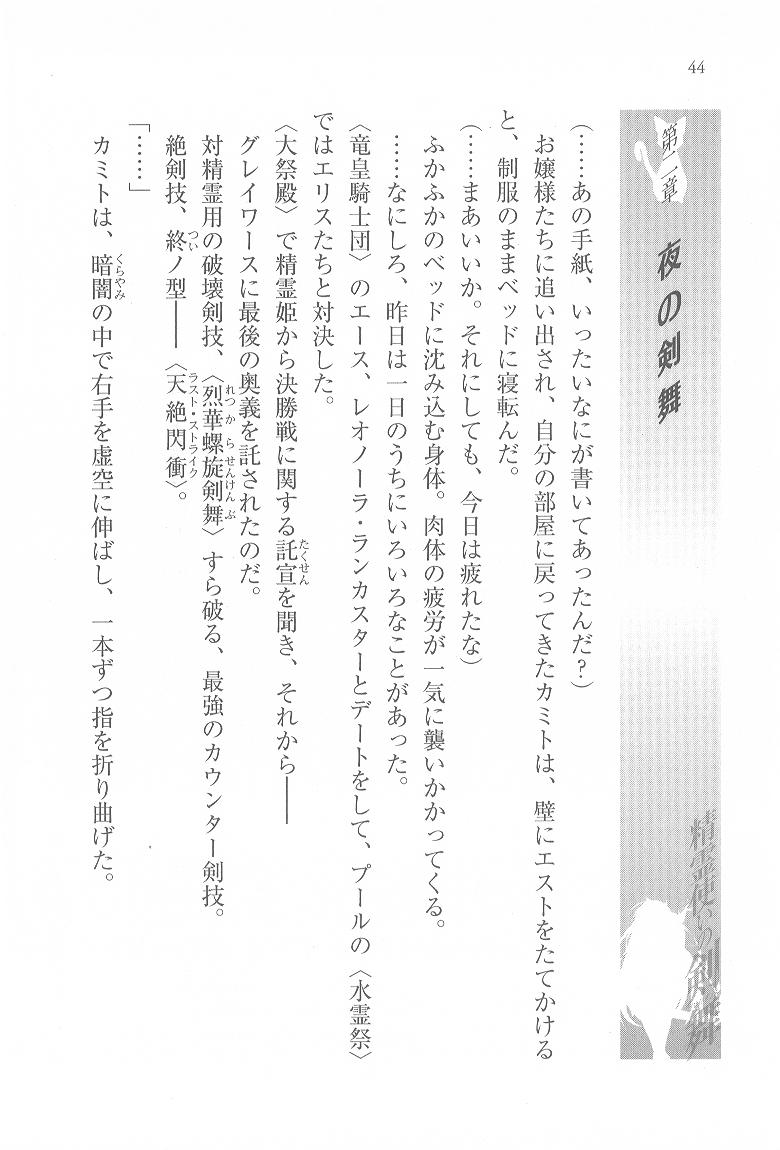 44
第二章 夜の剣舞
精霊使いの剣舞
(……あの手紙、いったいなにが書いてあったんだ?)
お嬢様たちに追い出され、自分の部屋に戻ってきたカミトは、壁にエストをたてかける
と、制服のままベッドに寝転んだ。
(……まあいいか。それにしても、今日は疲れたな)
ふかふかのベッドに沈み込む身体。肉体の疲労が一気に襲いかかってくる。
……なにしろ、昨日は一日のうちにいろいろなことがあった。
〈竜皇騎士団〉のエース、レオノーラ・ランカスターとデートをして、プールの〈水霊祭〉
ではエリスたちと対決した。
〈大祭殿〉で精霊姫から決勝戦に関する託宣を聞き、それから――
グレイワースに最後の奥義を託されたのだ。
対精霊用の破壊剣技、〈烈華螺旋剣舞〉すら破る、最強のカウンター剣技。
絶剣技、終ノ型――〈天絶閃衝〉。
「……」
カミトは、暗闇の中で右手を虚空に伸ばし、一本ずつ指を折り曲げた。
たくせん
れつからせんけんぶ
つい
ラスト・ストライク
くらやみ